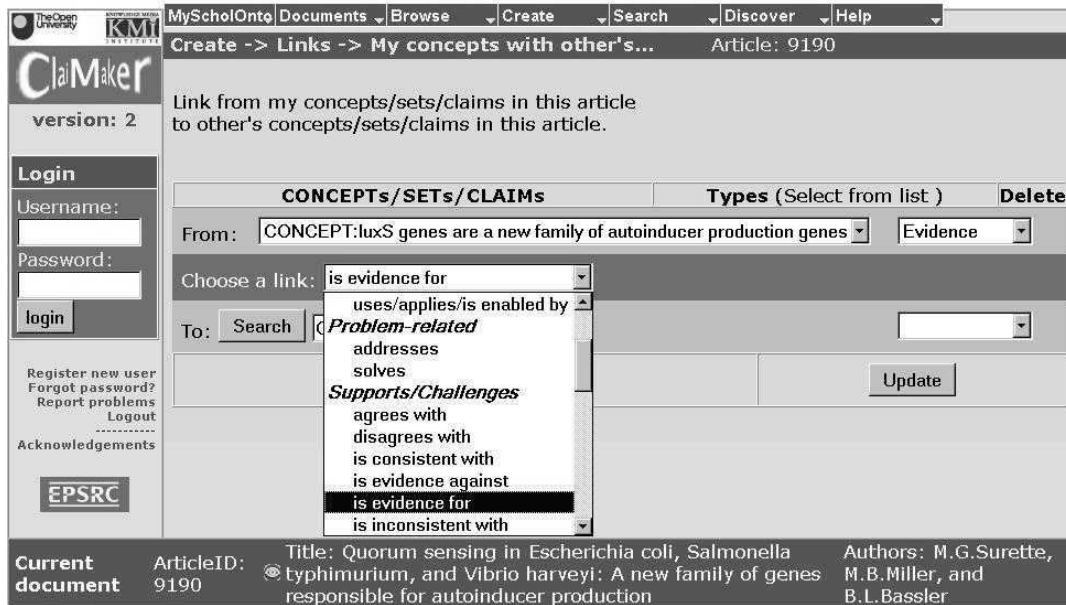 The Open University
KNOWLEDGE MEDIA
KMi
INSTITUTE
MyScholOnto Documents Browse Create Search Discover Help
Create -> Links -> My concepts with other's... Article: 9190
ClaiMaker
version: 2
Link from my concepts/sets/claims in this article
to other's concepts/sets/claims in this article.
Login
Username:
Password:
login
Register new user
Forgot password?
Report problems
Logout
-----------
Acknowledgements
EPSRC
CONCEPTs/SETs/CLAIMs Types (Select from list ) Delete
From: CONCEPT:luxS genes are a new family of autoinducer production genes Evidence
Choose a link: is evidence for
uses/applies/is enabled by
To: Search
Problem-related
addresses
solves
Supports/Challenges
agrees with
disagrees with
is consistent with
is evidence against
is evidence for
is inconsistent with
Update
Current document
ArticleID: 9190
Title: Quorum sensing in Escherichia coli, Salmonella
typhimurium, and Vibrio harveyi: A new family of genes
responsible for autoinducer production
Authors: M.G.Surette,
M.B.Miller, and
B.L.Bassler